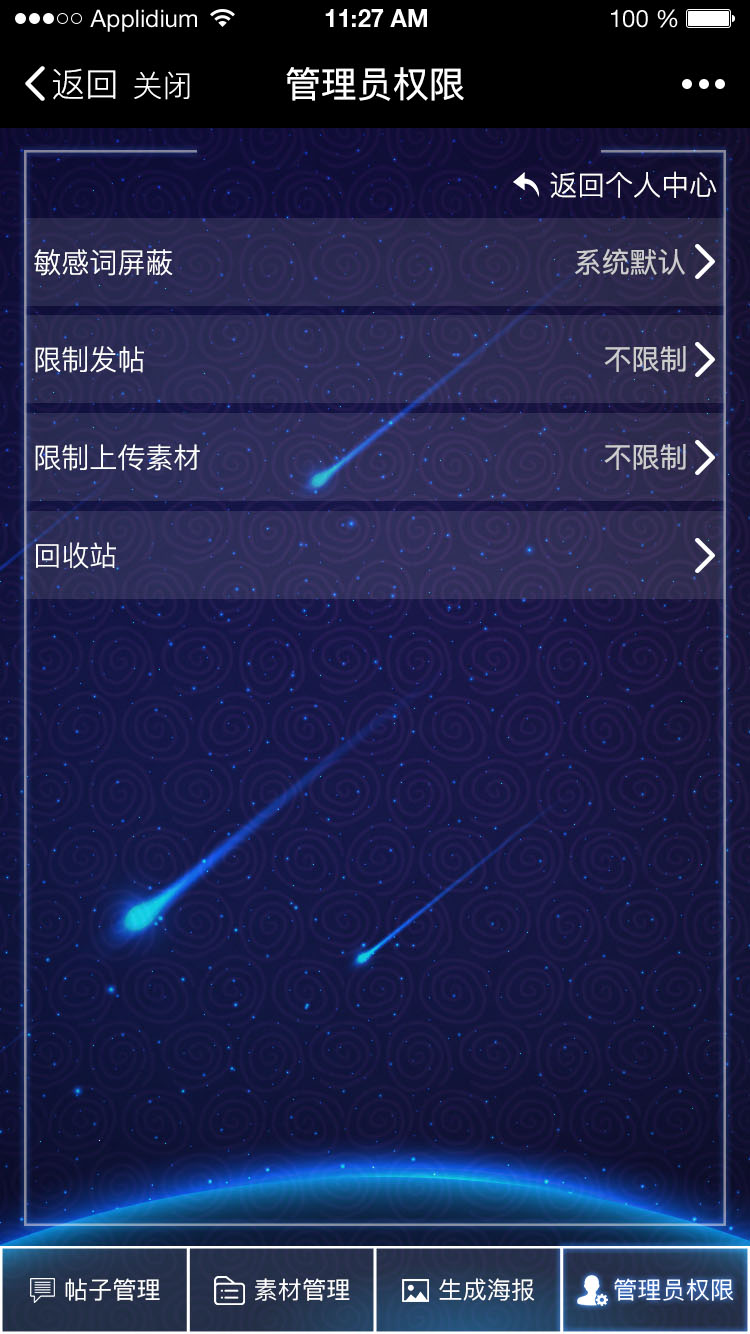 Applidium 11:27 AM 100 %
返回 关闭 管理员权限
返回个人中心
敏感词屏蔽 系统默认
限制发帖 不限制
限制上传素材 不限制
回收站
帖子管理 素材管理 生成海报 管理员权限